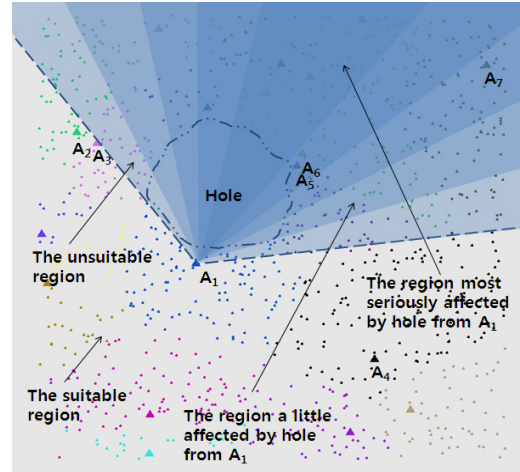 A7
A2
A3
A6
A5
Hole
The unsuitable
region
A1
The region most
seriously affected
by hole from A1
A4
The suitable
region
The region a little
affected by hole
from A1